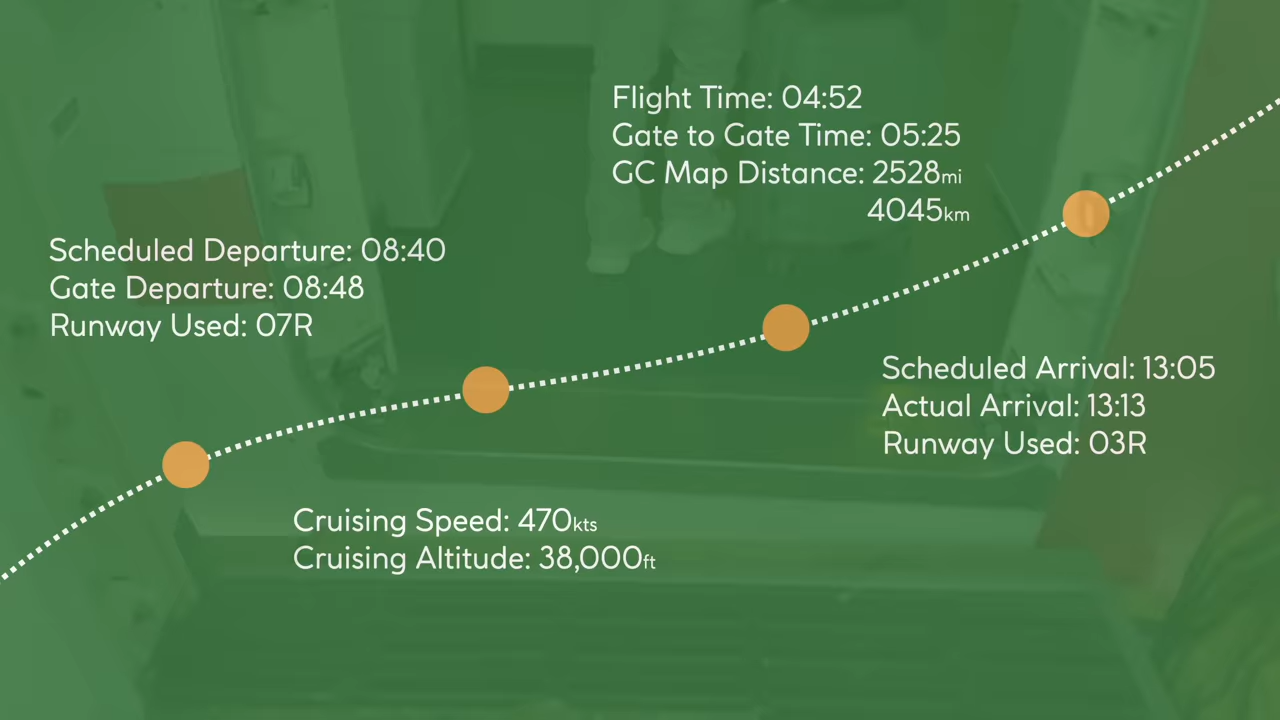 Flight Time: 04:52
Gate to Gate Time: 05:25
GC Map Distance: 2528mi
4045km
Scheduled Departure: 08:40
Gate Departure: 08:48
Runway Used: 07R
Scheduled Arrival: 13:05
Actual Arrival: 13:13
Runway Used: 03R
Cruising Speed: 470kts
Cruising Altitude: 38,000ft